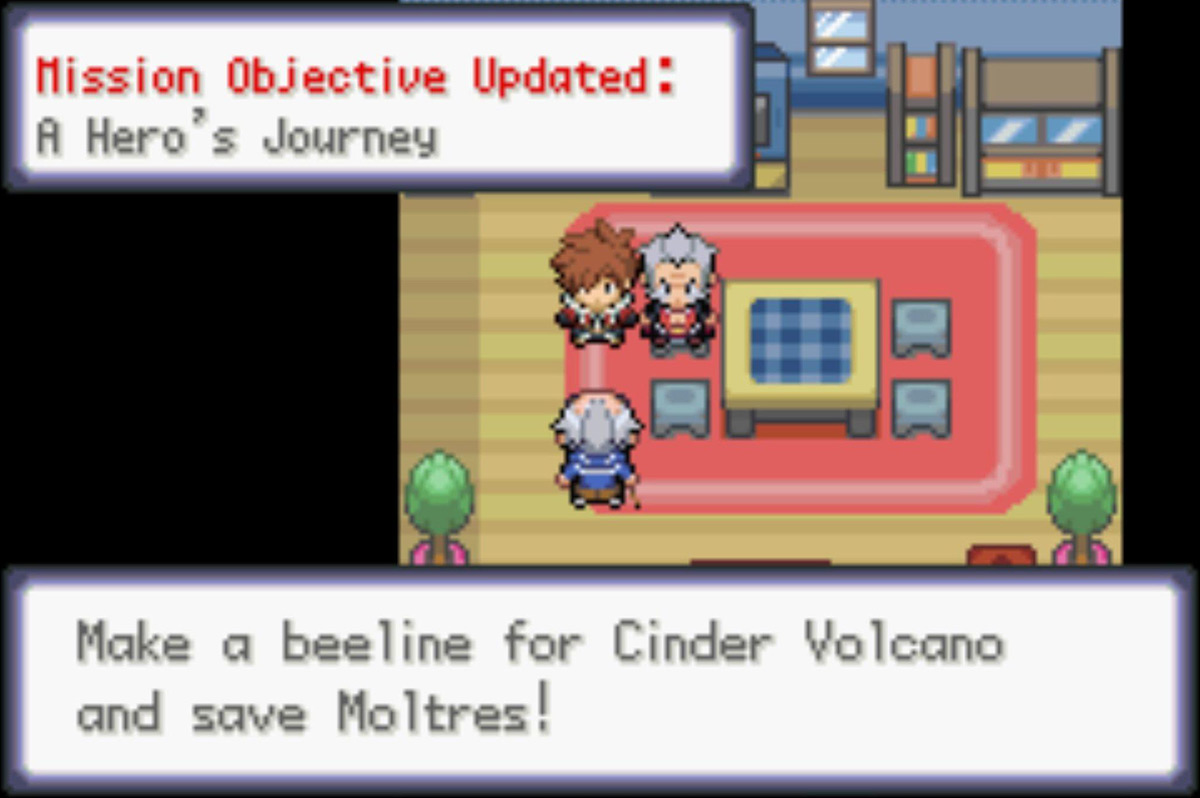 Mission Objective Updated:
A Hero's Journey
Make a beeline for Cinder Volcano
and save Moltres!